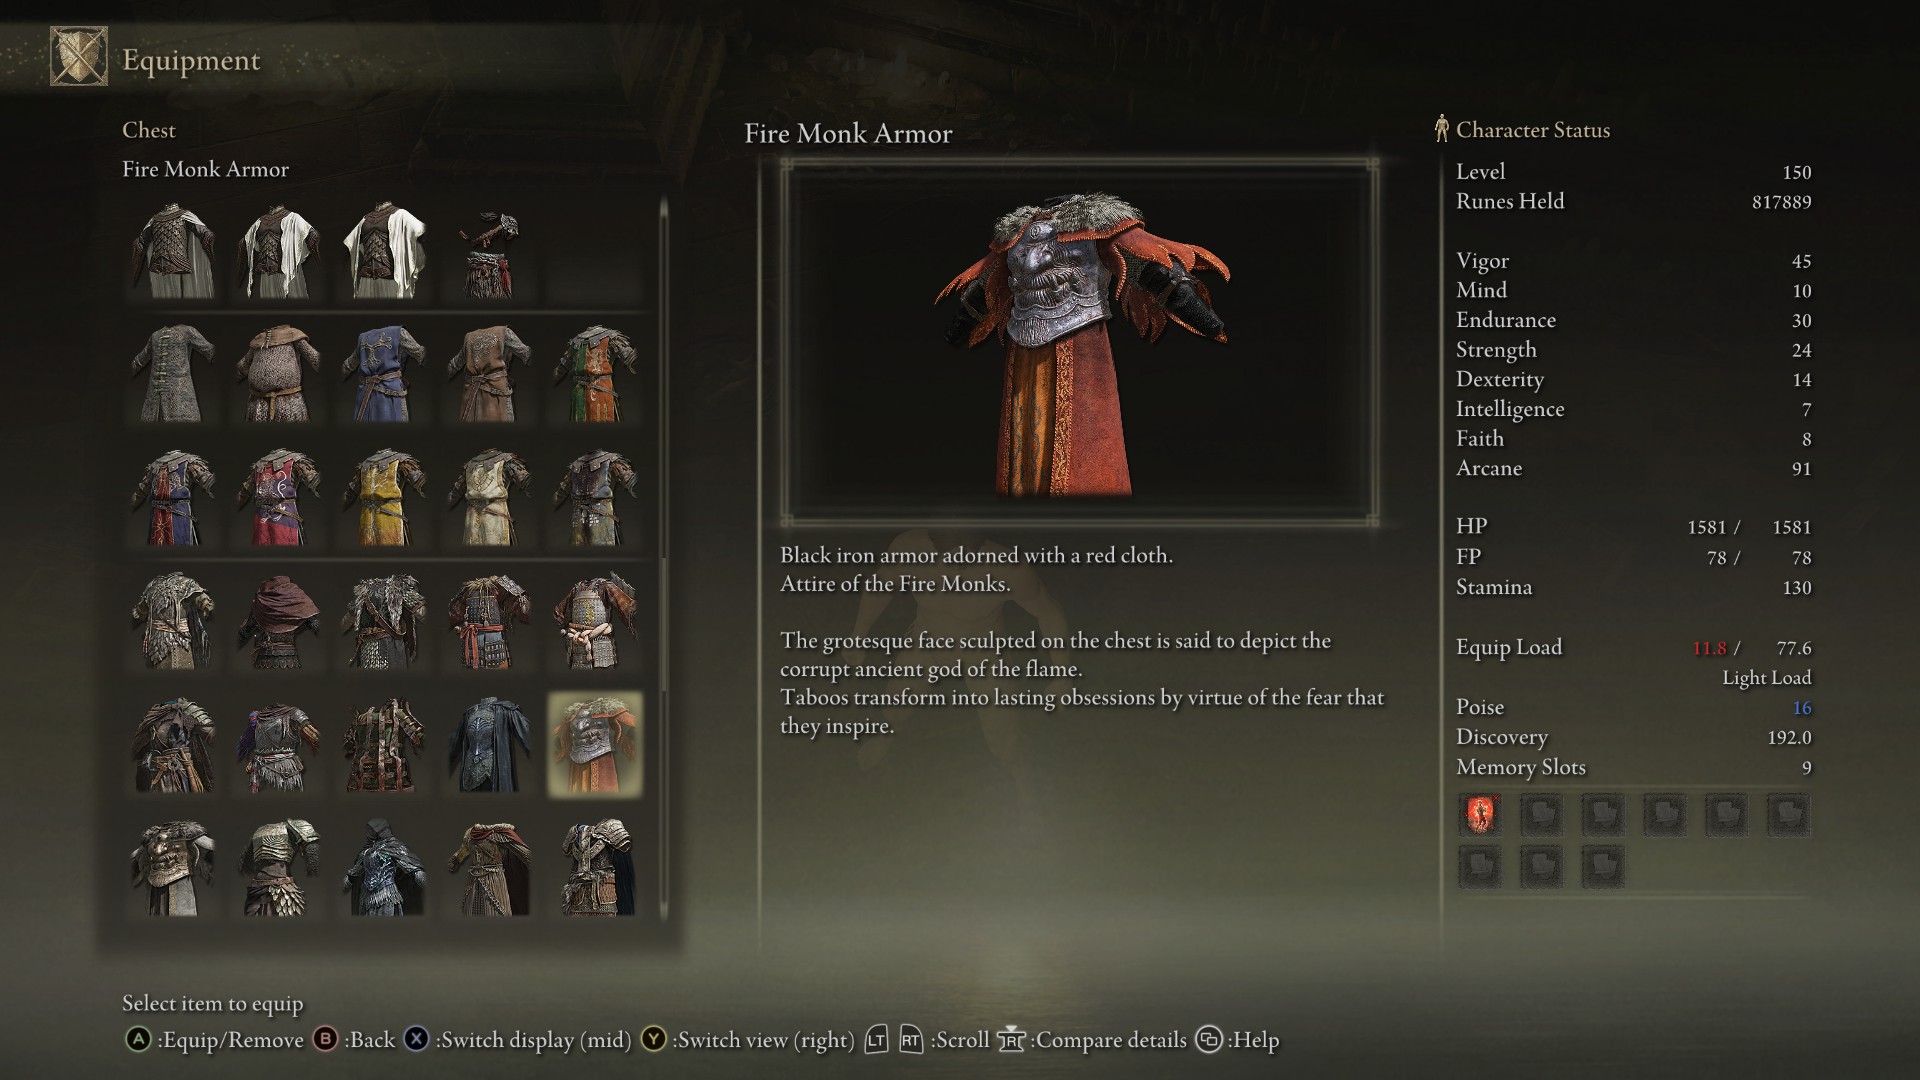 Equipment
Chest
Fire Monk Armor
Fire Monk Armor
Black iron armor adorned with a red cloth.
Attire of the Fire Monks.
The grotesque face sculpted on the chest is said to depict the
corrupt ancient god of the flame.
Taboos transform into lasting obsessions by virtue of the fear that
they inspire.
Character Status
Level 150
Runes Held 817889
Vigor 45
Mind 10
Endurance 30
Strength 24
Dexterity 14
Intelligence 7
Faith 8
Arcane 91
HP 1581 / 1581
FP 78 / 78
Stamina 130
Equip Load 11.8 / 77.6
Light Load
Poise 16
Discovery 192.0
Memory Slots 9
Select item to equip
A :Equip/Remove B :Back X :Switch display (mid) Y :Switch view (right) LT RT :Scroll R :Compare details :Help